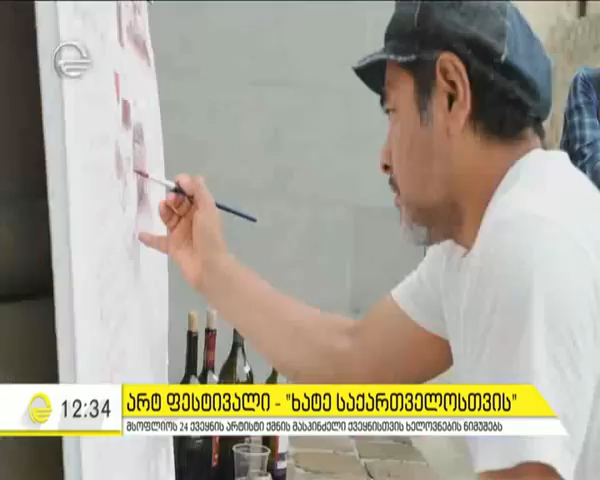 12:34
არტ ფესტივალი - "ხატე საქართველოსთვის"
მსოფლიოს 24 ქვეყნის არტისტი ქმნის მასპინძელი ქვეყნისთვის ხელოვნების ნიმუშებს